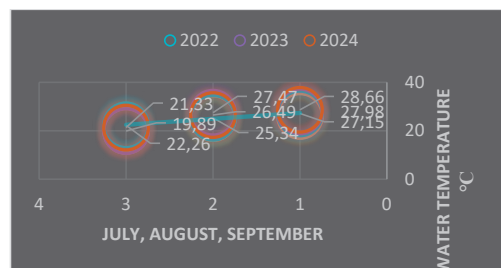 2022 2023 2024
40
21,33 27,47 28,66
19,89 26,49 27,98
22,26 25,34 27,15
20
0
4 3 2 1 0
JULY, AUGUST, SEPTEMBER
WATER TEMPERATURE
°C